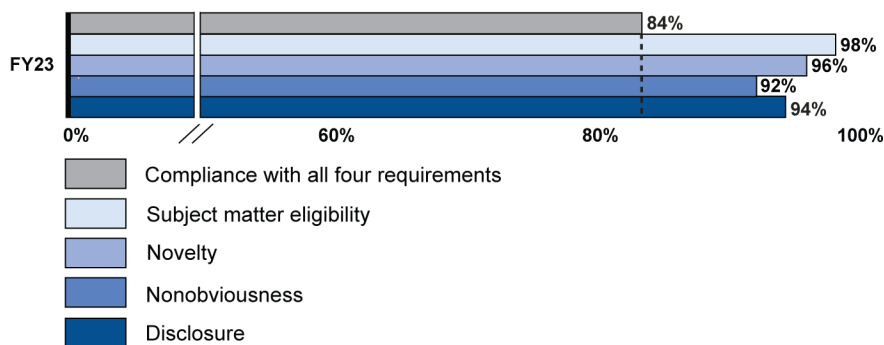 84%
98%
FY23
96%
92%
94%
0% // 60% 80% 100%
Compliance with all four requirements
Subject matter eligibility
Novelty
Nonobviousness
Disclosure